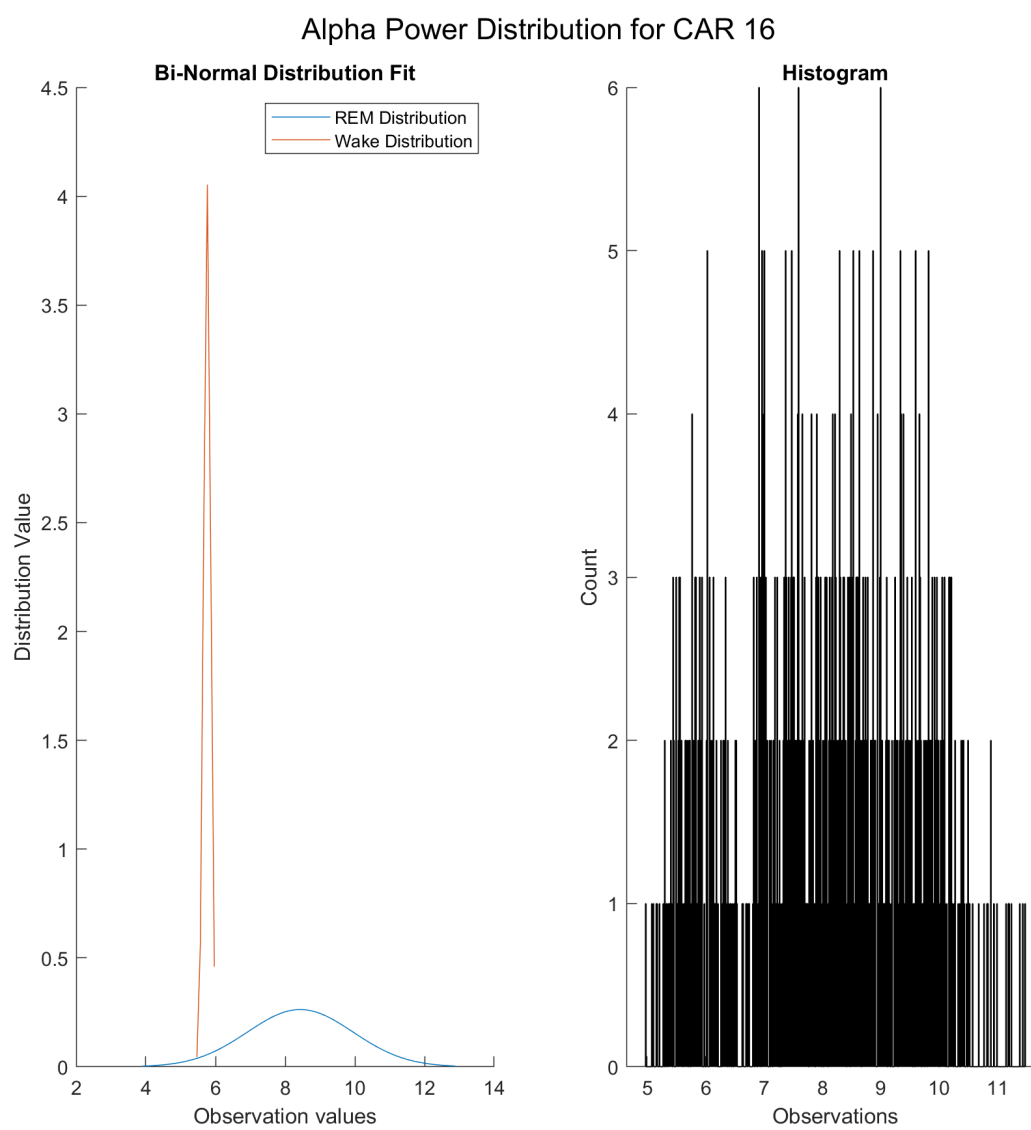 Alpha Power Distribution for CAR 16
Bi-Normal Distribution Fit
REM Distribution
Wake Distribution
4.5
4
3.5
3
2.5
2
1.5
1
0.5
0
Distribution Value
2 4 6 8 10 12 14
Observation values
Histogram
6
5
4
3
2
1
0
Count
5 6 7 8 9 10 11
Observations